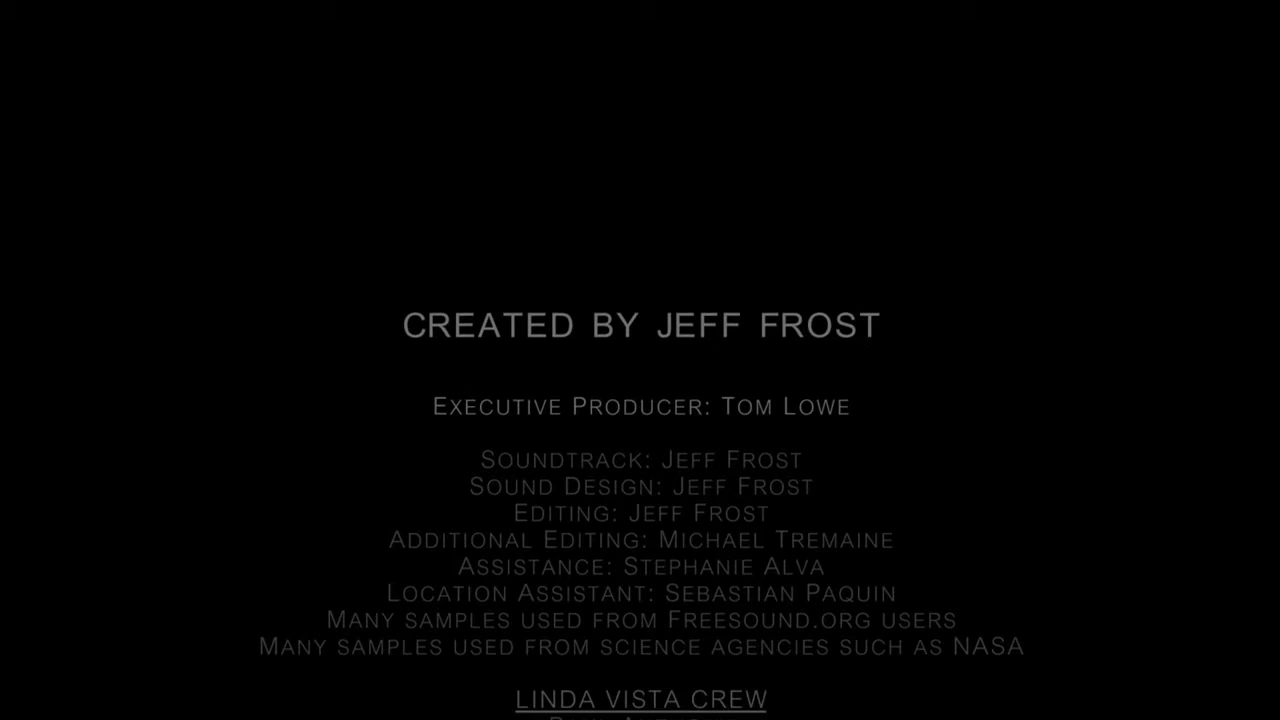 CREATED BY JEFF FROST
EXECUTIVE PRODUCER: TOM LOWE
SOUNDTRACK: JEFF FROST
SOUND DESIGN: JEFF FROST
EDITING: JEFF FROST
ADDITIONAL EDITING: MICHAEL TREMAINE
ASSISTANCE: STEPHANIE ALVA
LOCATION ASSISTANT: SEBASTIAN PAQUIN
MANY SAMPLES USED FROM FREESOUND.ORG USERS
MANY SAMPLES USED FROM SCIENCE AGENCIES SUCH AS NASA
LINDA VISTA CREW